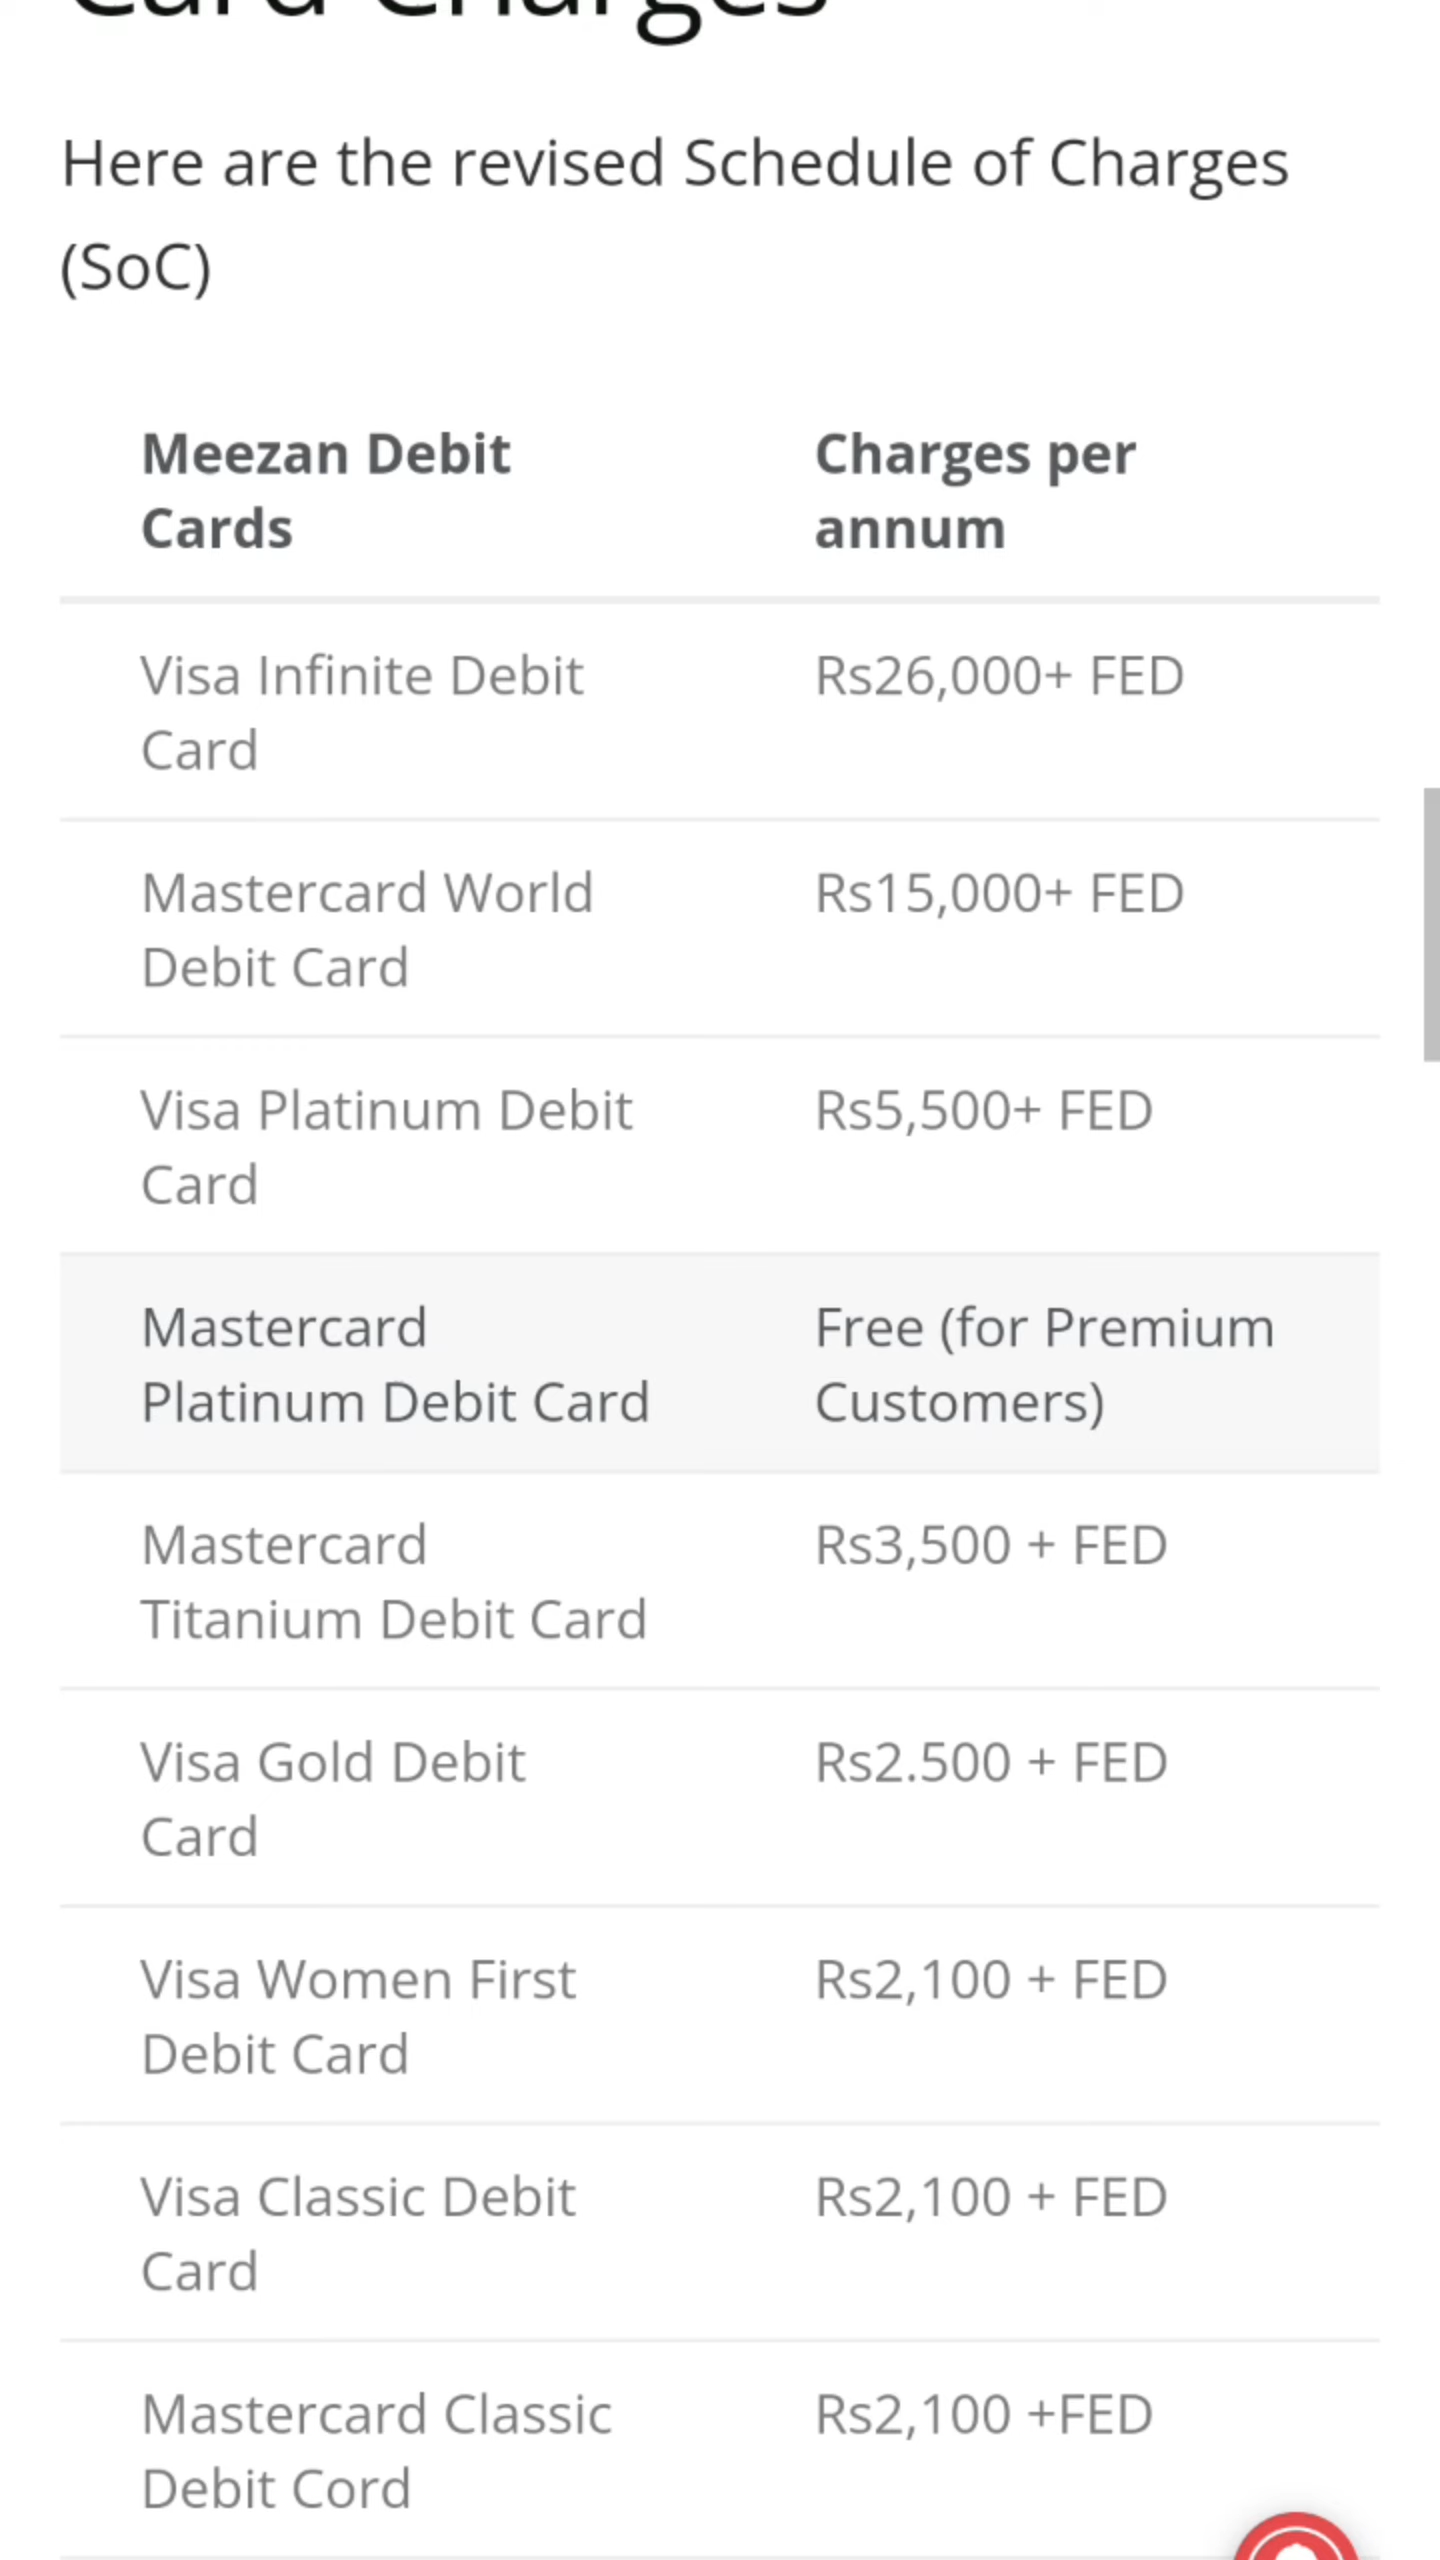 Card Charges
Here are the revised Schedule of Charges
(SoC)
Meezan Debit
Cards
Charges per
annum
Visa Infinite Debit
Card
Rs26,000+ FED
Mastercard World
Debit Card
Rs15,000+ FED
Visa Platinum Debit
Card
Rs5,500+ FED
Mastercard
Platinum Debit Card
Free (for Premium
Customers)
Mastercard
Titanium Debit Card
Rs3,500 + FED
Visa Gold Debit
Card
Rs2.500 + FED
Visa Women First
Debit Card
Rs2,100 + FED
Visa Classic Debit
Card
Rs2,100 + FED
Mastercard Classic
Debit Cord
Rs2,100 +FED